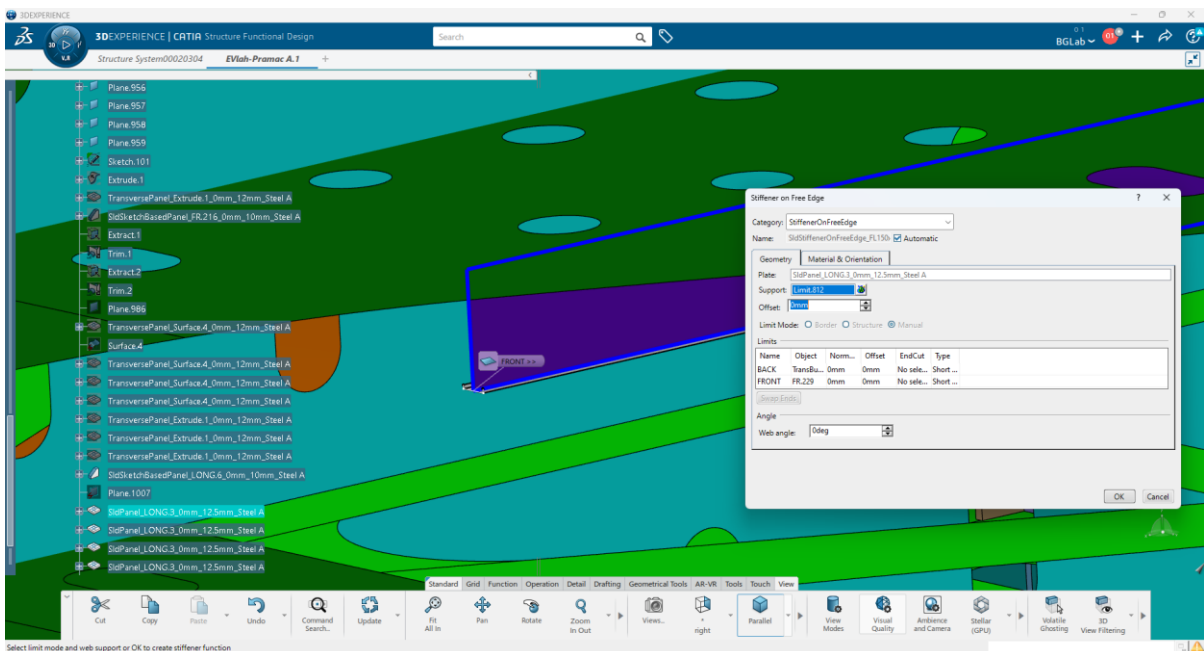 3DEXPERIENCE
3DEXPERIENCE | CATIA Structure Functional Design
Search
BGLab
3D
V.R
Structure System00020304
EVlah-Pramac A.1
+
Plane.956
Plane.957
Plane.958
Plane.959
Sketch.101
Extrude.1
TransversePanel_Extrude.1_0mm_12mm_Steel A
SldSketchBasedPanel_FR.216_0mm_10mm_Steel A
Extract.1
Trim.1
Extract.2
Trim.2
Plane.986
TransversePanel_Surface.4_0mm_12mm_Steel A
Surface.4
TransversePanel_Surface.4_0mm_12mm_Steel A
TransversePanel_Surface.4_0mm_12mm_Steel A
TransversePanel_Surface.4_0mm_12mm_Steel A
TransversePanel_Extrude.1_0mm_12mm_Steel A
TransversePanel_Extrude.1_0mm_12mm_Steel A
TransversePanel_Extrude.1_0mm_12mm_Steel A
SldSketchBasedPanel_LONG.6_0mm_10mm_Steel A
Plane.1007
SldPanel_LONG.3_0mm_12.5mm_Steel A
SldPanel_LONG.3_0mm_12.5mm_Steel A
SldPanel_LONG.3_0mm_12.5mm_Steel A
SldPanel_LONG.3_0mm_12.5mm_Steel A
FRONT >>
Stiffener on Free Edge ? X
Category: StiffenerOnFreeEdge
Name: SldStiffenerOnFreeEdge_FL150x Automatic
Geometry Material & Orientation
Plate: SldPanel_LONG.3_0mm_12.5mm_Steel A
Support: Limit.812
Offset: 0mm
Limit Mode: Border Structure Manual
Limits
Name Object Norm... Offset EndCut Type
BACK TransBu... 0mm 0mm No sele... Short ...
FRONT FR.229 0mm 0mm No sele... Short ...
Swap Ends
Angle
Web angle: 0deg
OK Cancel
Standard Grid Function Operation Detail Drafting Geometrical Tools AR-VR Tools Touch View
Cut Copy Paste Undo Command Search... Update Fit All In Pan Rotate Zoom In Out Views... right Parallel View Modes Visual Quality Ambience and Camera Stellar (GPU) Volatile Ghosting 3D View Filtering
Select limit mode and web support or OK to create stiffener function